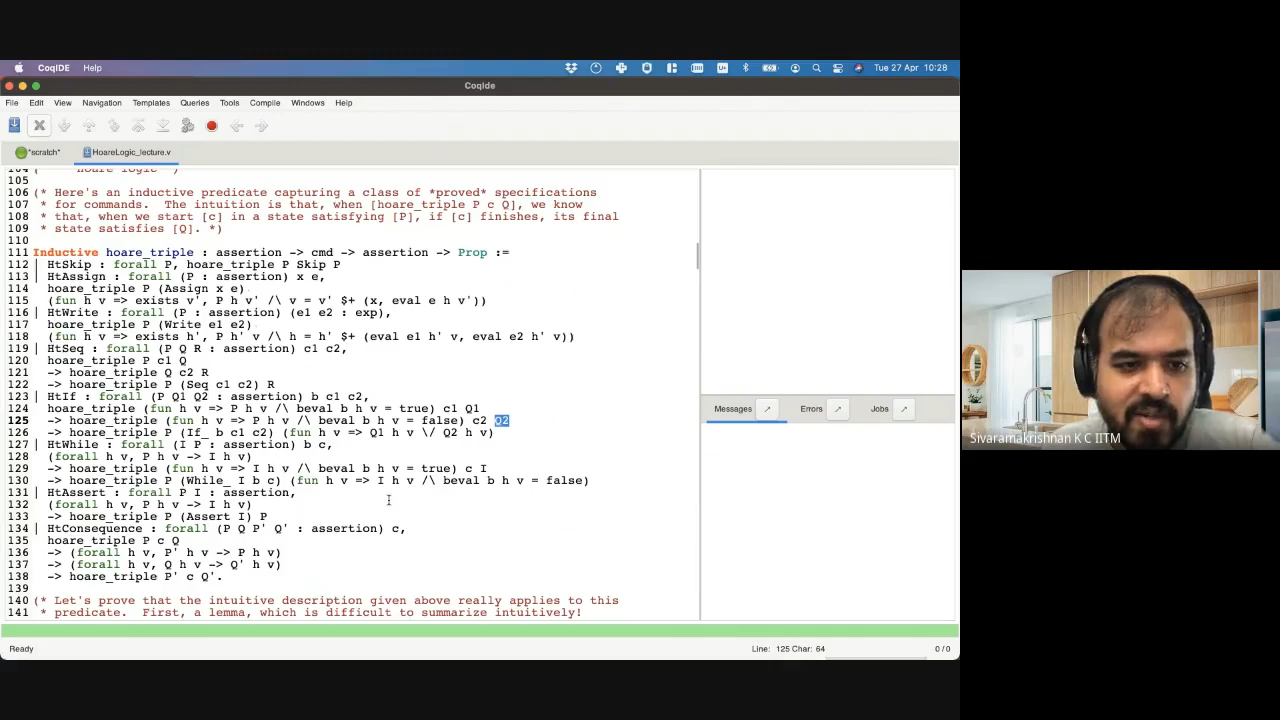 CoqIDE Help
Tue 27 Apr 10:28
CoqIde
File Edit View Navigation Templates Queries Tools Compile Windows Help
*scratch* HoareLogic_lecture.v
104 (* hoare logic *)
105
106 (* Here's an inductive predicate capturing a class of *proved* specifications
107 * for commands. The intuition is that, when [hoare_triple P c Q], we know
108 * that, when we start [c] in a state satisfying [P], if [c] finishes, its final
109 * state satisfies [Q]. *)
110
111 Inductive hoare_triple : assertion -> cmd -> assertion -> Prop :=
112 | HtSkip : forall P, hoare_triple P Skip P
113 | HtAssign : forall (P : assertion) x e,
114 hoare_triple P (Assign x e)
115 (fun h v => exists v', P h v' /\ v = v' $+ (x, eval e h v'))
116 | HtWrite : forall (P : assertion) (e1 e2 : exp),
117 hoare_triple P (Write e1 e2)
118 (fun h v => exists h', P h' v /\ h = h' $+ (eval e1 h' v, eval e2 h' v))
119 | HtSeq : forall (P Q R : assertion) c1 c2,
120 hoare_triple P c1 Q
121 -> hoare_triple Q c2 R
122 -> hoare_triple P (Seq c1 c2) R
123 | HtIf : forall (P Q1 Q2 : assertion) b c1 c2,
124 hoare_triple (fun h v => P h v /\ beval b h v = true) c1 Q1
125 -> hoare_triple (fun h v => P h v /\ beval b h v = false) c2 Q2
126 -> hoare_triple P (If_ b c1 c2) (fun h v => Q1 h v \/ Q2 h v)
127 | HtWhile : forall (I P : assertion) b c,
128 (forall h v, P h v -> I h v)
129 -> hoare_triple (fun h v => I h v /\ beval b h v = true) c I
130 -> hoare_triple P (While_ I b c) (fun h v => I h v /\ beval b h v = false)
131 | HtAssert : forall P I : assertion,
132 (forall h v, P h v -> I h v)
133 -> hoare_triple P (Assert I) P
134 | HtConsequence : forall (P Q P' Q' : assertion) c,
135 hoare_triple P c Q
136 -> (forall h v, P' h v -> P h v)
137 -> (forall h v, Q h v -> Q' h v)
138 -> hoare_triple P' c Q'.
139
140 (* Let's prove that the intuitive description given above really applies to this
141 * predicate. First, a lemma, which is difficult to summarize intuitively!
Messages Errors Jobs
Ready
Line: 125 Char: 64
0 / 0
Sivaramakrishnan K C IITM